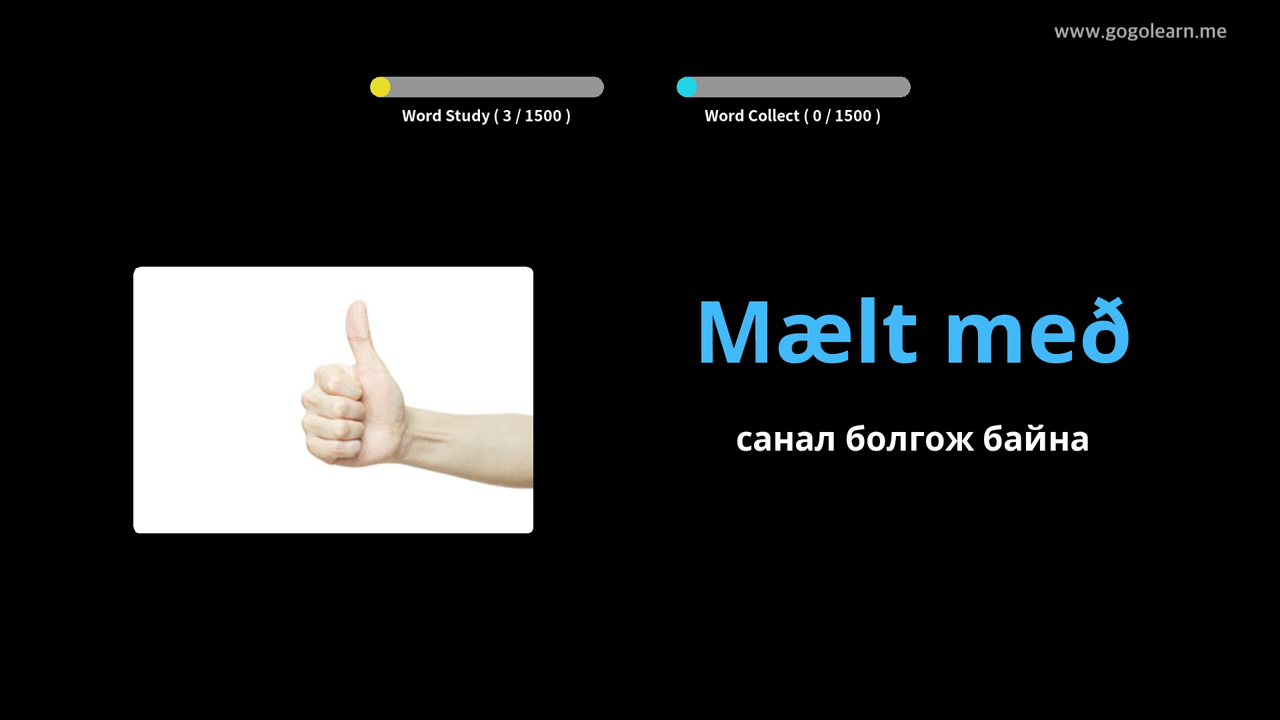 www.gogolearn.me
Word Study ( 3 / 1500 )
Word Collect ( 0 / 1500 )
Mælt með
санал болгож байна